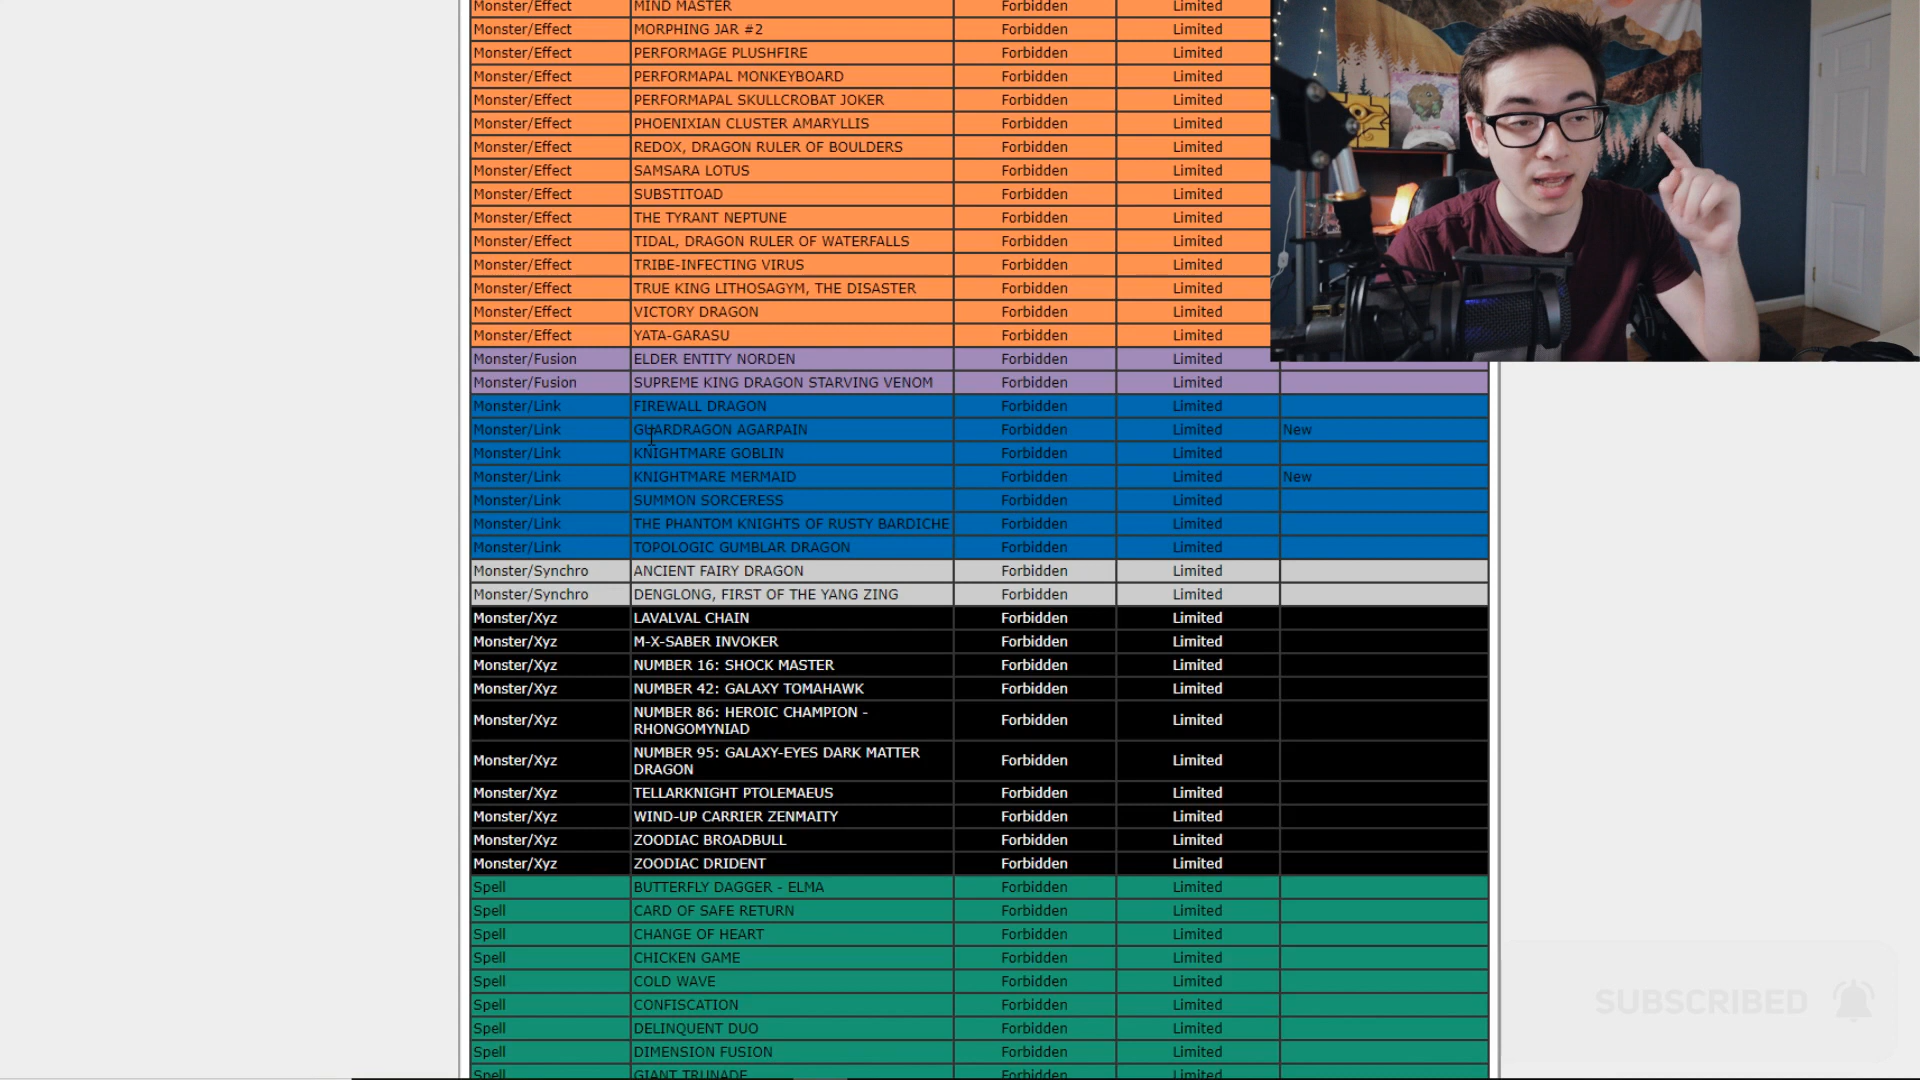 Monster/Effect MIND MASTER Forbidden Limited
Monster/Effect MORPHING JAR #2 Forbidden Limited
Monster/Effect PERFORMAGE PLUSHFIRE Forbidden Limited
Monster/Effect PERFORMAPAL MONKEYBOARD Forbidden Limited
Monster/Effect PERFORMAPAL SKULLCROBAT JOKER Forbidden Limited
Monster/Effect PHOENIXIAN CLUSTER AMARYLLIS Forbidden Limited
Monster/Effect REDOX, DRAGON RULER OF BOULDERS Forbidden Limited
Monster/Effect SAMSARA LOTUS Forbidden Limited
Monster/Effect SUBSTITOAD Forbidden Limited
Monster/Effect THE TYRANT NEPTUNE Forbidden Limited
Monster/Effect TIDAL, DRAGON RULER OF WATERFALLS Forbidden Limited
Monster/Effect TRIBE-INFECTING VIRUS Forbidden Limited
Monster/Effect TRUE KING LITHOSAGYM, THE DISASTER Forbidden Limited
Monster/Effect VICTORY DRAGON Forbidden Limited
Monster/Effect YATA-GARASU Forbidden Limited
Monster/Fusion ELDER ENTITY NORDEN Forbidden Limited
Monster/Fusion SUPREME KING DRAGON STARVING VENOM Forbidden Limited
Monster/Link FIREWALL DRAGON Forbidden Limited
Monster/Link GUARDRAGON AGARPAIN Forbidden Limited New
Monster/Link KNIGHTMARE GOBLIN Forbidden Limited
Monster/Link KNIGHTMARE MERMAID Forbidden Limited New
Monster/Link SUMMON SORCERESS Forbidden Limited
Monster/Link THE PHANTOM KNIGHTS OF RUSTY BARDICHE Forbidden Limited
Monster/Link TOPOLOGIC GUMBLAR DRAGON Forbidden Limited
Monster/Synchro ANCIENT FAIRY DRAGON Forbidden Limited
Monster/Synchro DENGLONG, FIRST OF THE YANG ZING Forbidden Limited
Monster/Xyz LAVALVAL CHAIN Forbidden Limited
Monster/Xyz M-X-SABER INVOKER Forbidden Limited
Monster/Xyz NUMBER 16: SHOCK MASTER Forbidden Limited
Monster/Xyz NUMBER 42: GALAXY TOMAHAWK Forbidden Limited
Monster/Xyz NUMBER 86: HEROIC CHAMPION -
RHONGOMYNIAD Forbidden Limited
Monster/Xyz NUMBER 95: GALAXY-EYES DARK MATTER
DRAGON Forbidden Limited
Monster/Xyz TELLARKNIGHT PTOLEMAEUS Forbidden Limited
Monster/Xyz WIND-UP CARRIER ZENMAITY Forbidden Limited
Monster/Xyz ZOODIAC BROADBULL Forbidden Limited
Monster/Xyz ZOODIAC DRIDENT Forbidden Limited
Spell BUTTERFLY DAGGER - ELMA Forbidden Limited
Spell CARD OF SAFE RETURN Forbidden Limited
Spell CHANGE OF HEART Forbidden Limited
Spell CHICKEN GAME Forbidden Limited
Spell COLD WAVE Forbidden Limited
Spell CONFISCATION Forbidden Limited
Spell DELINQUENT DUO Forbidden Limited
Spell DIMENSION FUSION Forbidden Limited
Spell GIANT TRUNADE Forbidden Limited
SUBSCRIBED